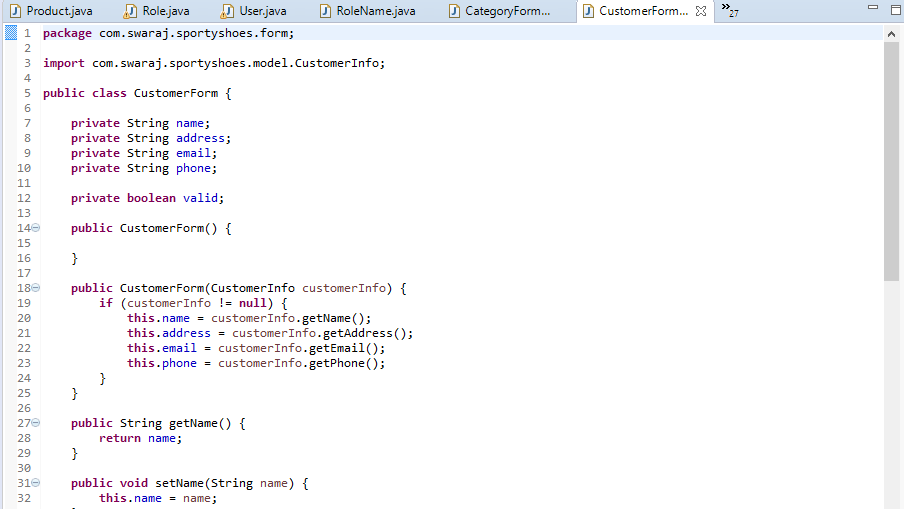 Product.java Role.java User.java RoleName.java CategoryForm... CustomerForm... 27
1 package com.swaraj.sportyshoes.form;
2
3 import com.swaraj.sportyshoes.model.CustomerInfo;
4
5 public class CustomerForm {
6
7 private String name;
8 private String address;
9 private String email;
10 private String phone;
11
12 private boolean valid;
13
14 public CustomerForm() {
15
16 }
17
18 public CustomerForm(CustomerInfo customerInfo) {
19 if (customerInfo != null) {
20 this.name = customerInfo.getName();
21 this.address = customerInfo.getAddress();
22 this.email = customerInfo.getEmail();
23 this.phone = customerInfo.getPhone();
24 }
25 }
26
27 public String getName() {
28 return name;
29 }
30
31 public void setName(String name) {
32 this.name = name;